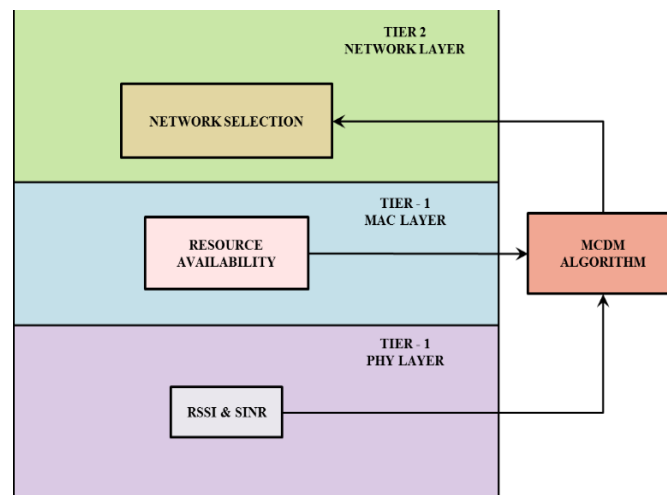 TIER 2
NETWORK LAYER
NETWORK SELECTION
TIER - 1
MAC LAYER
RESOURCE
AVAILABILITY
MCDM
ALGORITHM
TIER - 1
PHY LAYER
RSSI & SINR